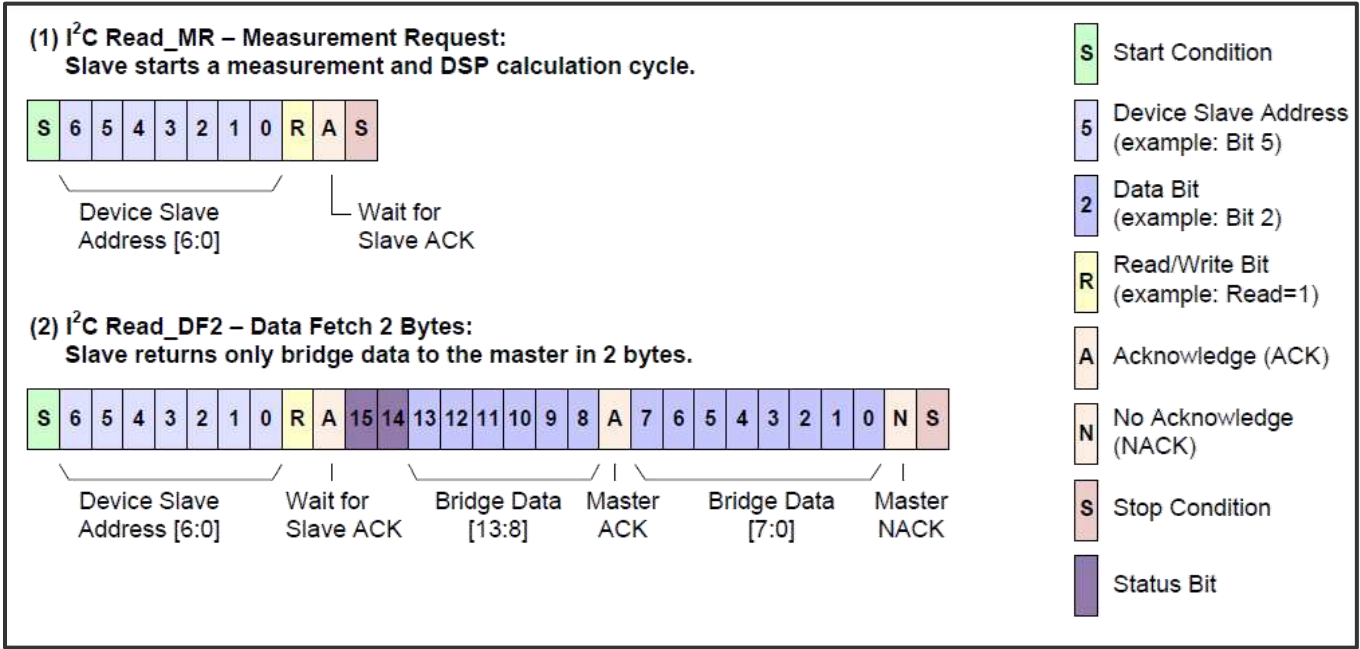 (1) I²C Read_MR – Measurement Request:
Slave starts a measurement and DSP calculation cycle.
S 6 5 4 3 2 1 0 R A S
Device Slave
Address [6:0]
Wait for
Slave ACK
(2) I²C Read_DF2 – Data Fetch 2 Bytes:
Slave returns only bridge data to the master in 2 bytes.
S 6 5 4 3 2 1 0 R A 15 14 13 12 11 10 9 8 A 7 6 5 4 3 2 1 0 N S
Device Slave
Address [6:0]
Wait for
Slave ACK
Bridge Data
[13:8]
Master
ACK
Bridge Data
[7:0]
Master
NACK
S Start Condition
5 Device Slave Address
(example: Bit 5)
2 Data Bit
(example: Bit 2)
R Read/Write Bit
(example: Read=1)
A Acknowledge (ACK)
N No Acknowledge
(NACK)
S Stop Condition
Status Bit